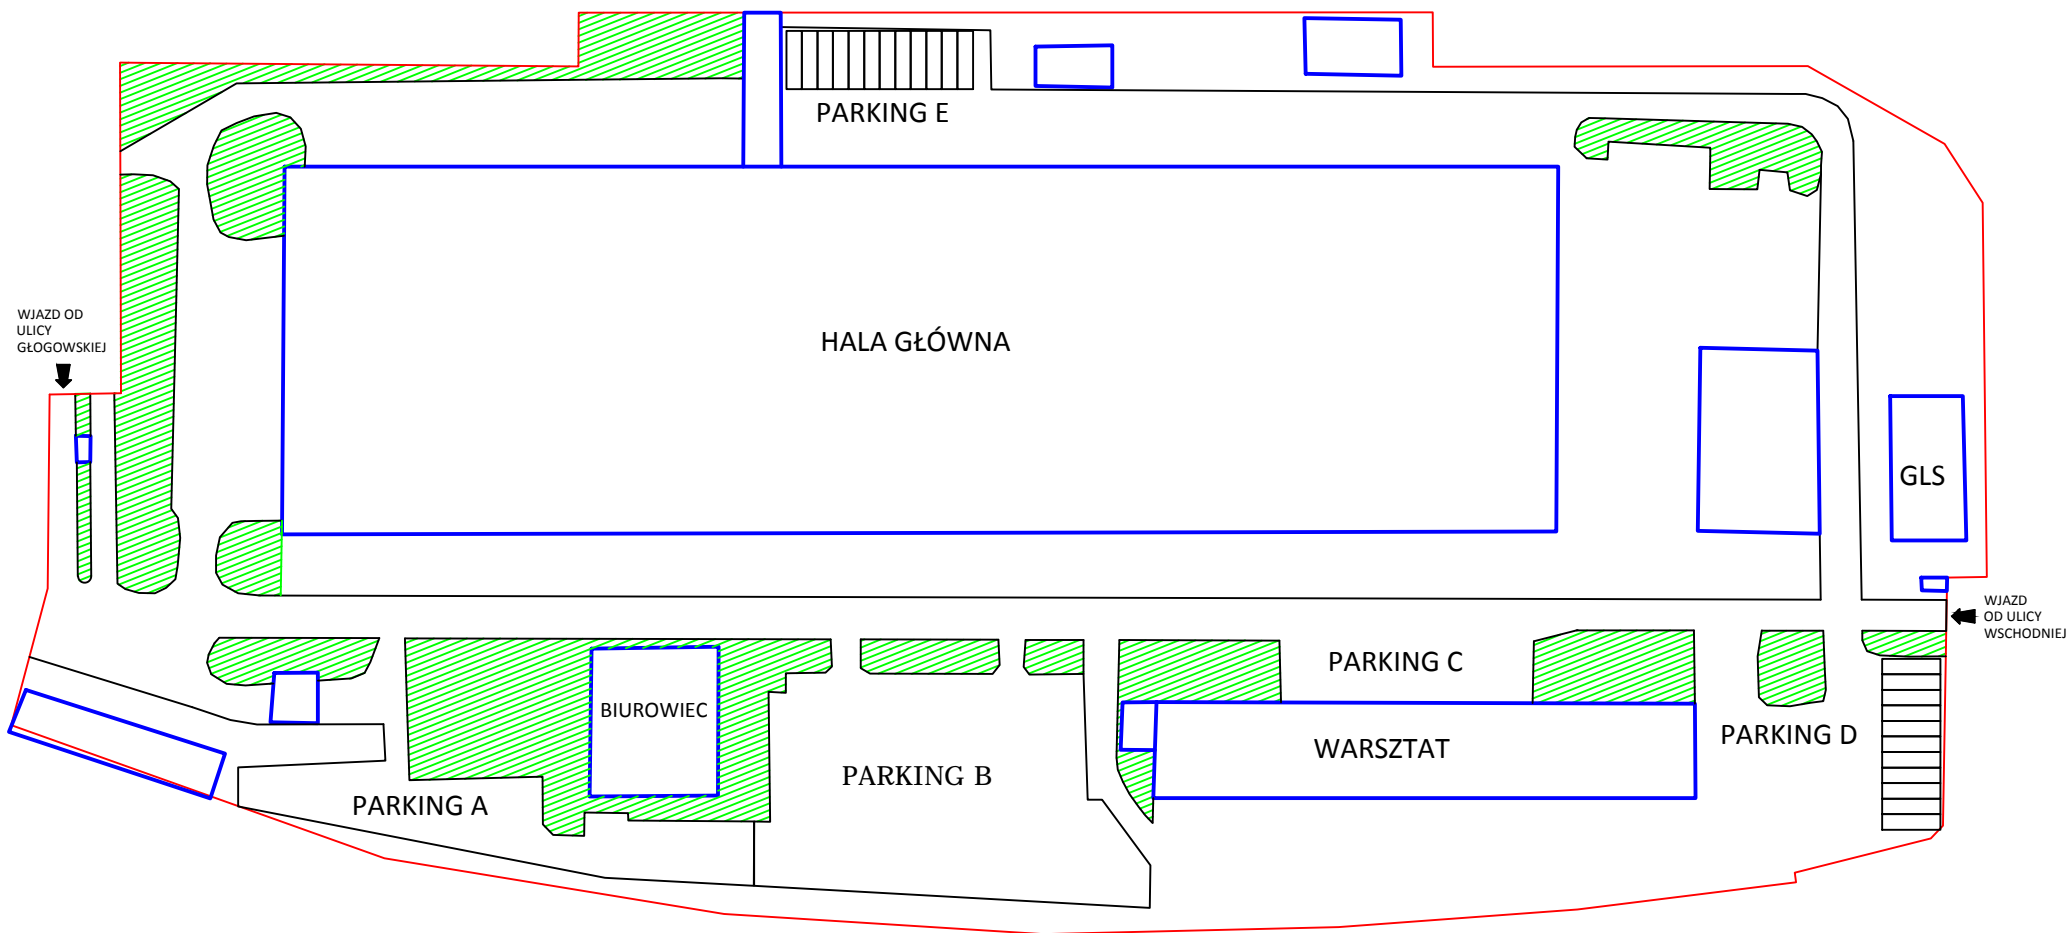 PARKING E
WJAZD OD
ULICY
GŁOGOWSKIEJ
HALA GŁÓWNA
GLS
WJAZD
OD ULICY
WSCHODNIEJ
PARKING C
BIUROWIEC
PARKING D
WARSZTAT
PARKING B
PARKING A